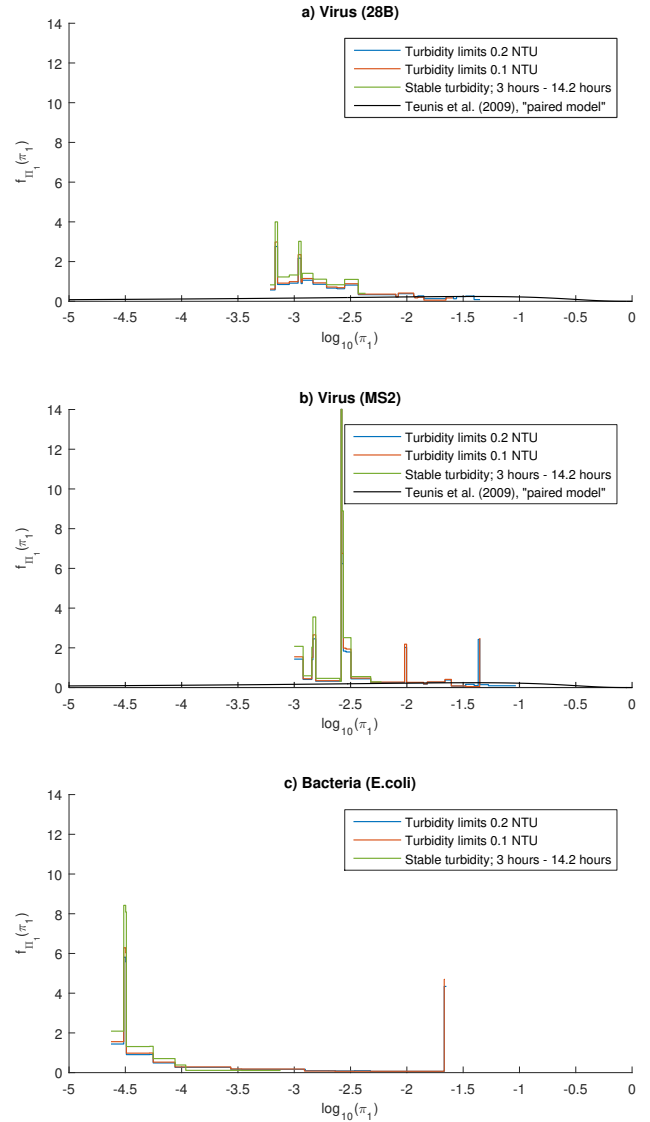 a) Virus (28B)
14
12
10
8
6
4
2
0
f_Π₁(π₁)
Turbidity limits 0.2 NTU
Turbidity limits 0.1 NTU
Stable turbidity; 3 hours - 14.2 hours
Teunis et al. (2009), "paired model"
-5 -4.5 -4 -3.5 -3 -2.5 -2 -1.5 -1 -0.5 0
log₁₀(π₁)
b) Virus (MS2)
14
12
10
8
6
4
2
0
f_Π₁(π₁)
Turbidity limits 0.2 NTU
Turbidity limits 0.1 NTU
Stable turbidity; 3 hours - 14.2 hours
Teunis et al. (2009), "paired model"
-5 -4.5 -4 -3.5 -3 -2.5 -2 -1.5 -1 -0.5 0
log₁₀(π₁)
c) Bacteria (E.coli)
14
12
10
8
6
4
2
0
f_Π₁(π₁)
Turbidity limits 0.2 NTU
Turbidity limits 0.1 NTU
Stable turbidity; 3 hours - 14.2 hours
-5 -4.5 -4 -3.5 -3 -2.5 -2 -1.5 -1 -0.5 0
log₁₀(π₁)